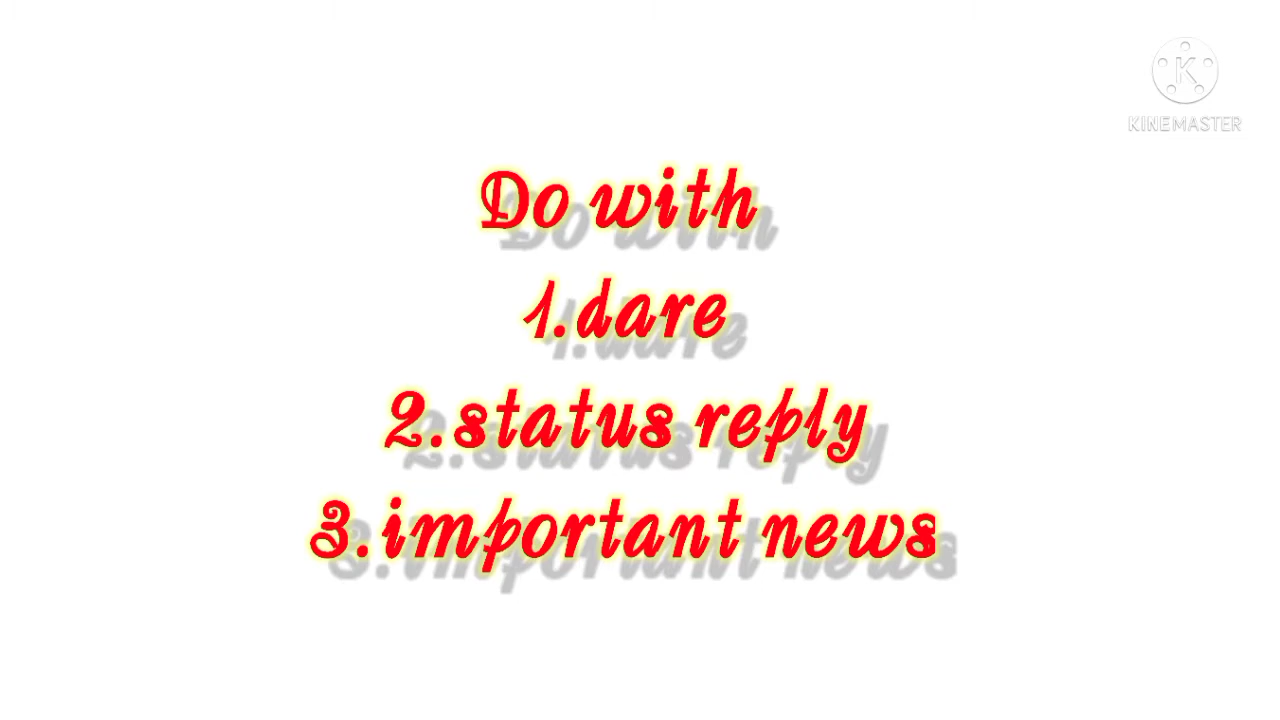 KINEMASTER
Do with
1.dare
2.status reply
3.important news